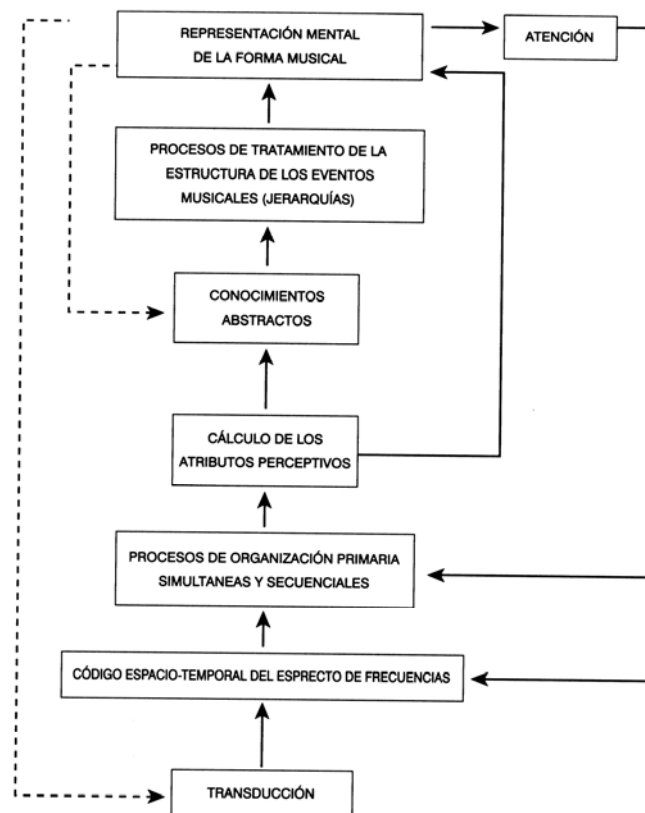 REPRESENTACIÓN MENTAL
DE LA FORMA MUSICAL
ATENCIÓN
PROCESOS DE TRATAMIENTO DE LA
ESTRUCTURA DE LOS EVENTOS
MUSICALES (JERARQUÍAS)
CONOCIMIENTOS
ABSTRACTOS
CÁLCULO DE LOS
ATRIBUTOS PERCEPTIVOS
PROCESOS DE ORGANIZACIÓN PRIMARIA
SIMULTANEAS Y SECUENCIALES
CÓDIGO ESPACIO-TEMPORAL DEL ESPRECTO DE FRECUENCIAS
TRANSDUCCIÓN